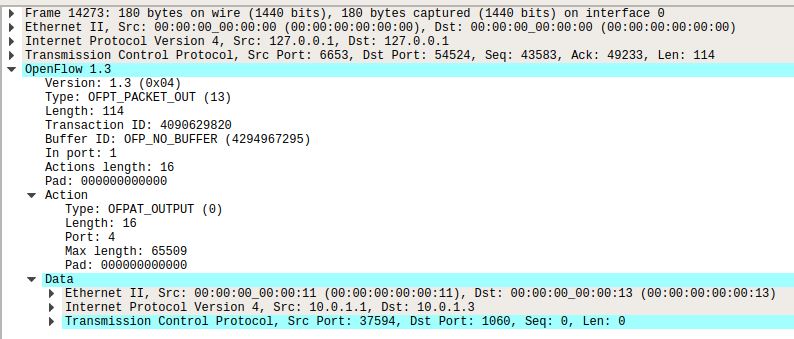 Frame 14273: 180 bytes on wire (1440 bits), 180 bytes captured (1440 bits) on interface 0
Ethernet II, Src: 00:00:00_00:00:00 (00:00:00:00:00:00), Dst: 00:00:00_00:00:00 (00:00:00:00:00:00)
Internet Protocol Version 4, Src: 127.0.0.1, Dst: 127.0.0.1
Transmission Control Protocol, Src Port: 6653, Dst Port: 54524, Seq: 43583, Ack: 49233, Len: 114
OpenFlow 1.3
Version: 1.3 (0x04)
Type: OFPT_PACKET_OUT (13)
Length: 114
Transaction ID: 4090629820
Buffer ID: OFP_NO_BUFFER (4294967295)
In port: 1
Actions length: 16
Pad: 000000000000
Action
Type: OFPAT_OUTPUT (0)
Length: 16
Port: 4
Max length: 65509
Pad: 000000000000
Data
Ethernet II, Src: 00:00:00_00:00:11 (00:00:00:00:00:11), Dst: 00:00:00_00:00:13 (00:00:00:00:00:13)
Internet Protocol Version 4, Src: 10.0.1.1, Dst: 10.0.1.3
Transmission Control Protocol, Src Port: 37594, Dst Port: 1060, Seq: 0, Len: 0